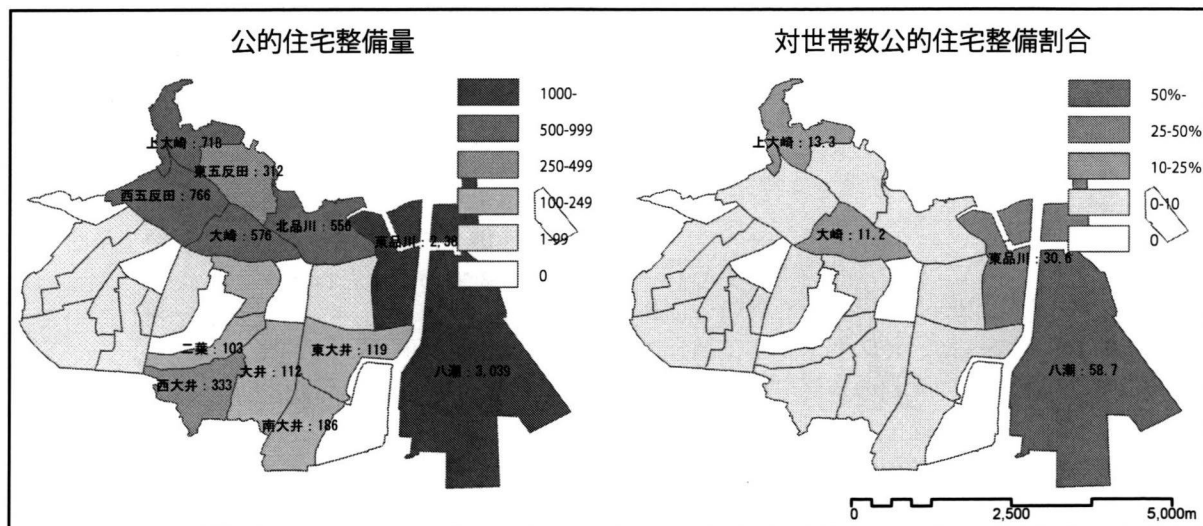 公的住宅整備量
1000-
500-999
250-499
100-249
1-99
0
上大崎：718
東五反田：312
西五反田：766
北品川：556
大崎：576
東品川：2,38
二葉：103
東大井：119
大井：112
西大井：333
八潮：3,039
南大井：186
対世帯数公的住宅整備割合
50%-
25-50%
10-25%
0-10
0
上大崎：13.3
大崎：11.2
東品川：30.6
八潮：58.7
0 2,500 5,000m